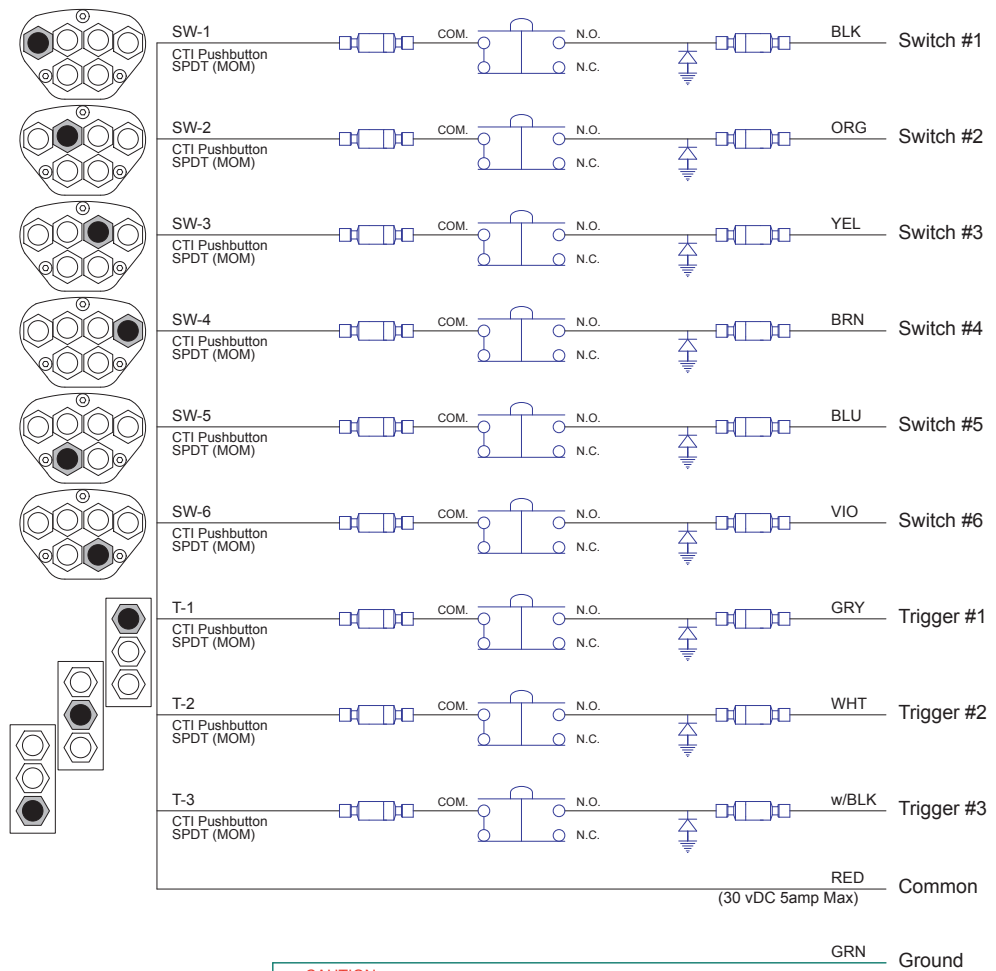 SW-1 COM. N.O. BLK Switch #1
CTI Pushbutton
SPDT (MOM) N.C.
SW-2 COM. N.O. ORG Switch #2
CTI Pushbutton
SPDT (MOM) N.C.
SW-3 COM. N.O. YEL Switch #3
CTI Pushbutton
SPDT (MOM) N.C.
SW-4 COM. N.O. BRN Switch #4
CTI Pushbutton
SPDT (MOM) N.C.
SW-5 COM. N.O. BLU Switch #5
CTI Pushbutton
SPDT (MOM) N.C.
SW-6 COM. N.O. VIO Switch #6
CTI Pushbutton
SPDT (MOM) N.C.
T-1 COM. N.O. GRY Trigger #1
CTI Pushbutton
SPDT (MOM) N.C.
T-2 COM. N.O. WHT Trigger #2
CTI Pushbutton
SPDT (MOM) N.C.
T-3 COM. N.O. w/BLK Trigger #3
CTI Pushbutton
SPDT (MOM) N.C.
RED Common
(30 vDC 5amp Max)
GRN Ground
CAUTION